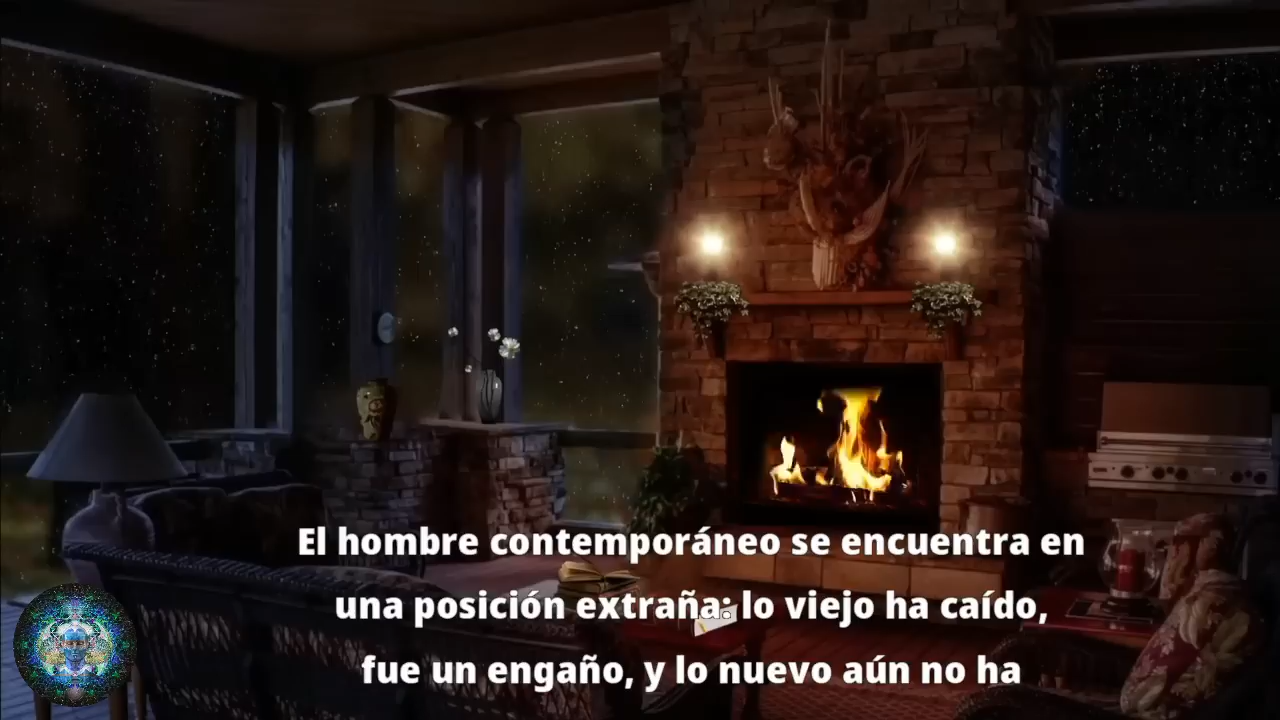 El hombre contemporáneo se encuentra en
una posición extraña: lo viejo ha caído,
fue un engaño, y lo nuevo aún no ha